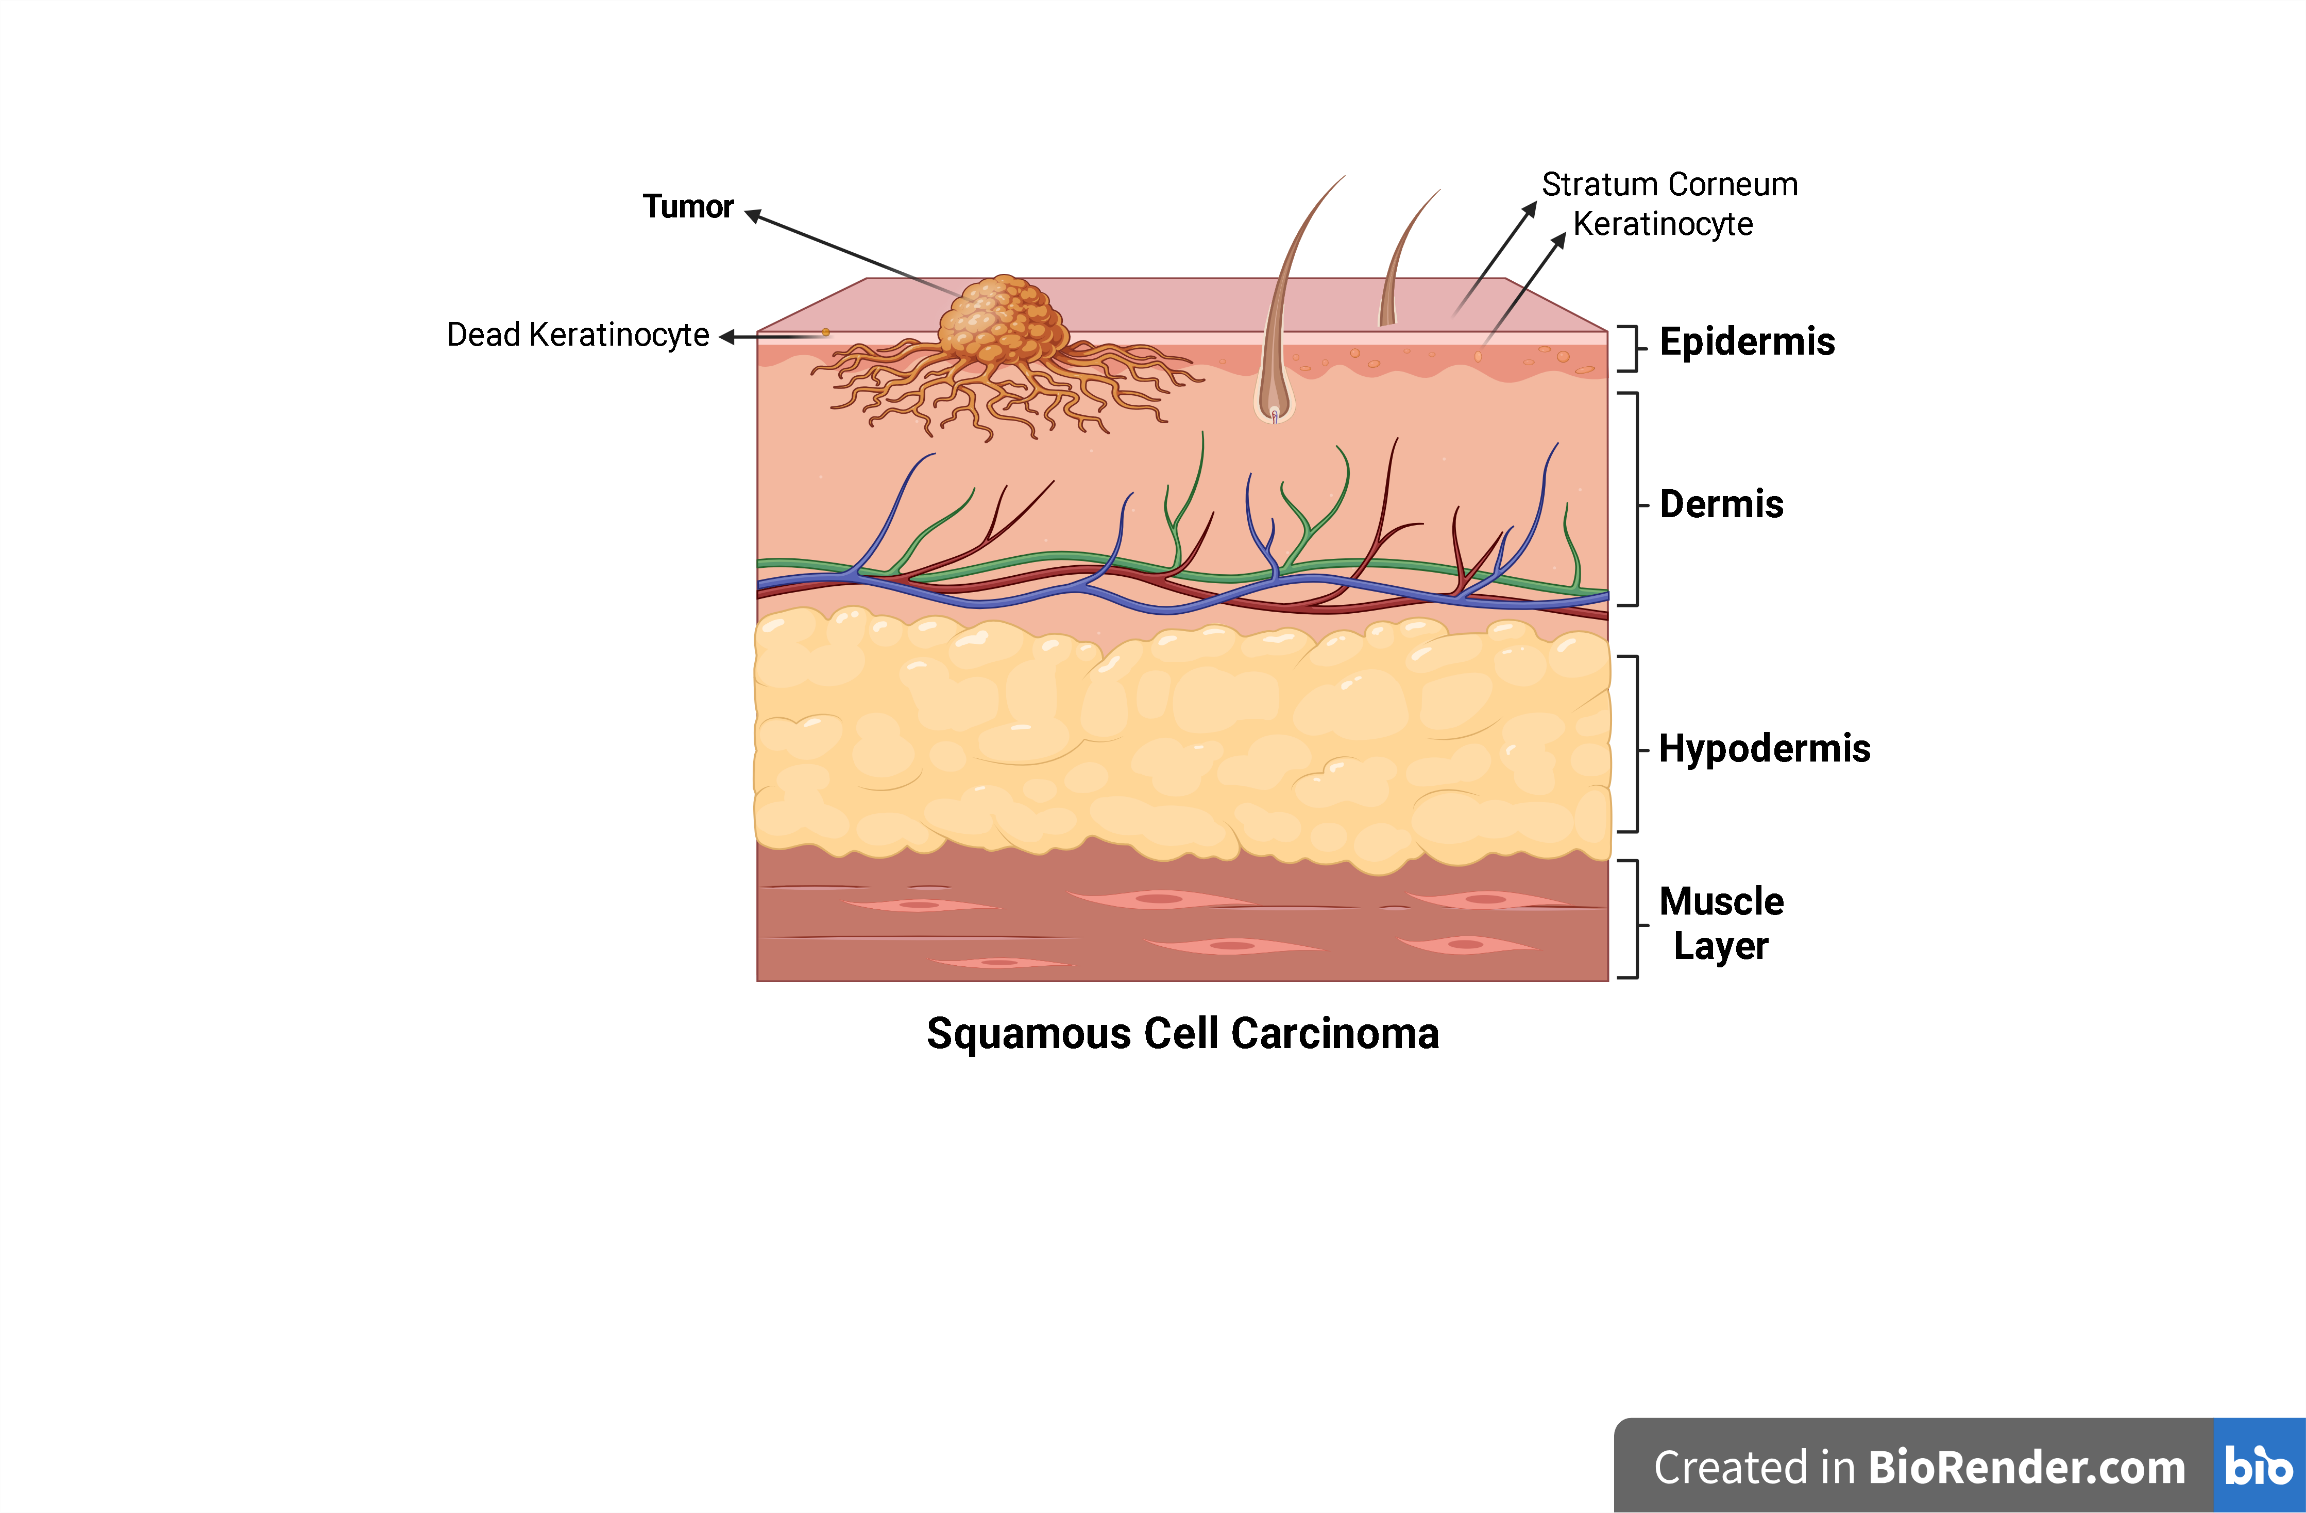 Tumor
Stratum Corneum
Keratinocyte
Dead Keratinocyte
Epidermis
Dermis
Hypodermis
Muscle
Layer
Squamous Cell Carcinoma
Created in BioRender.com
bio